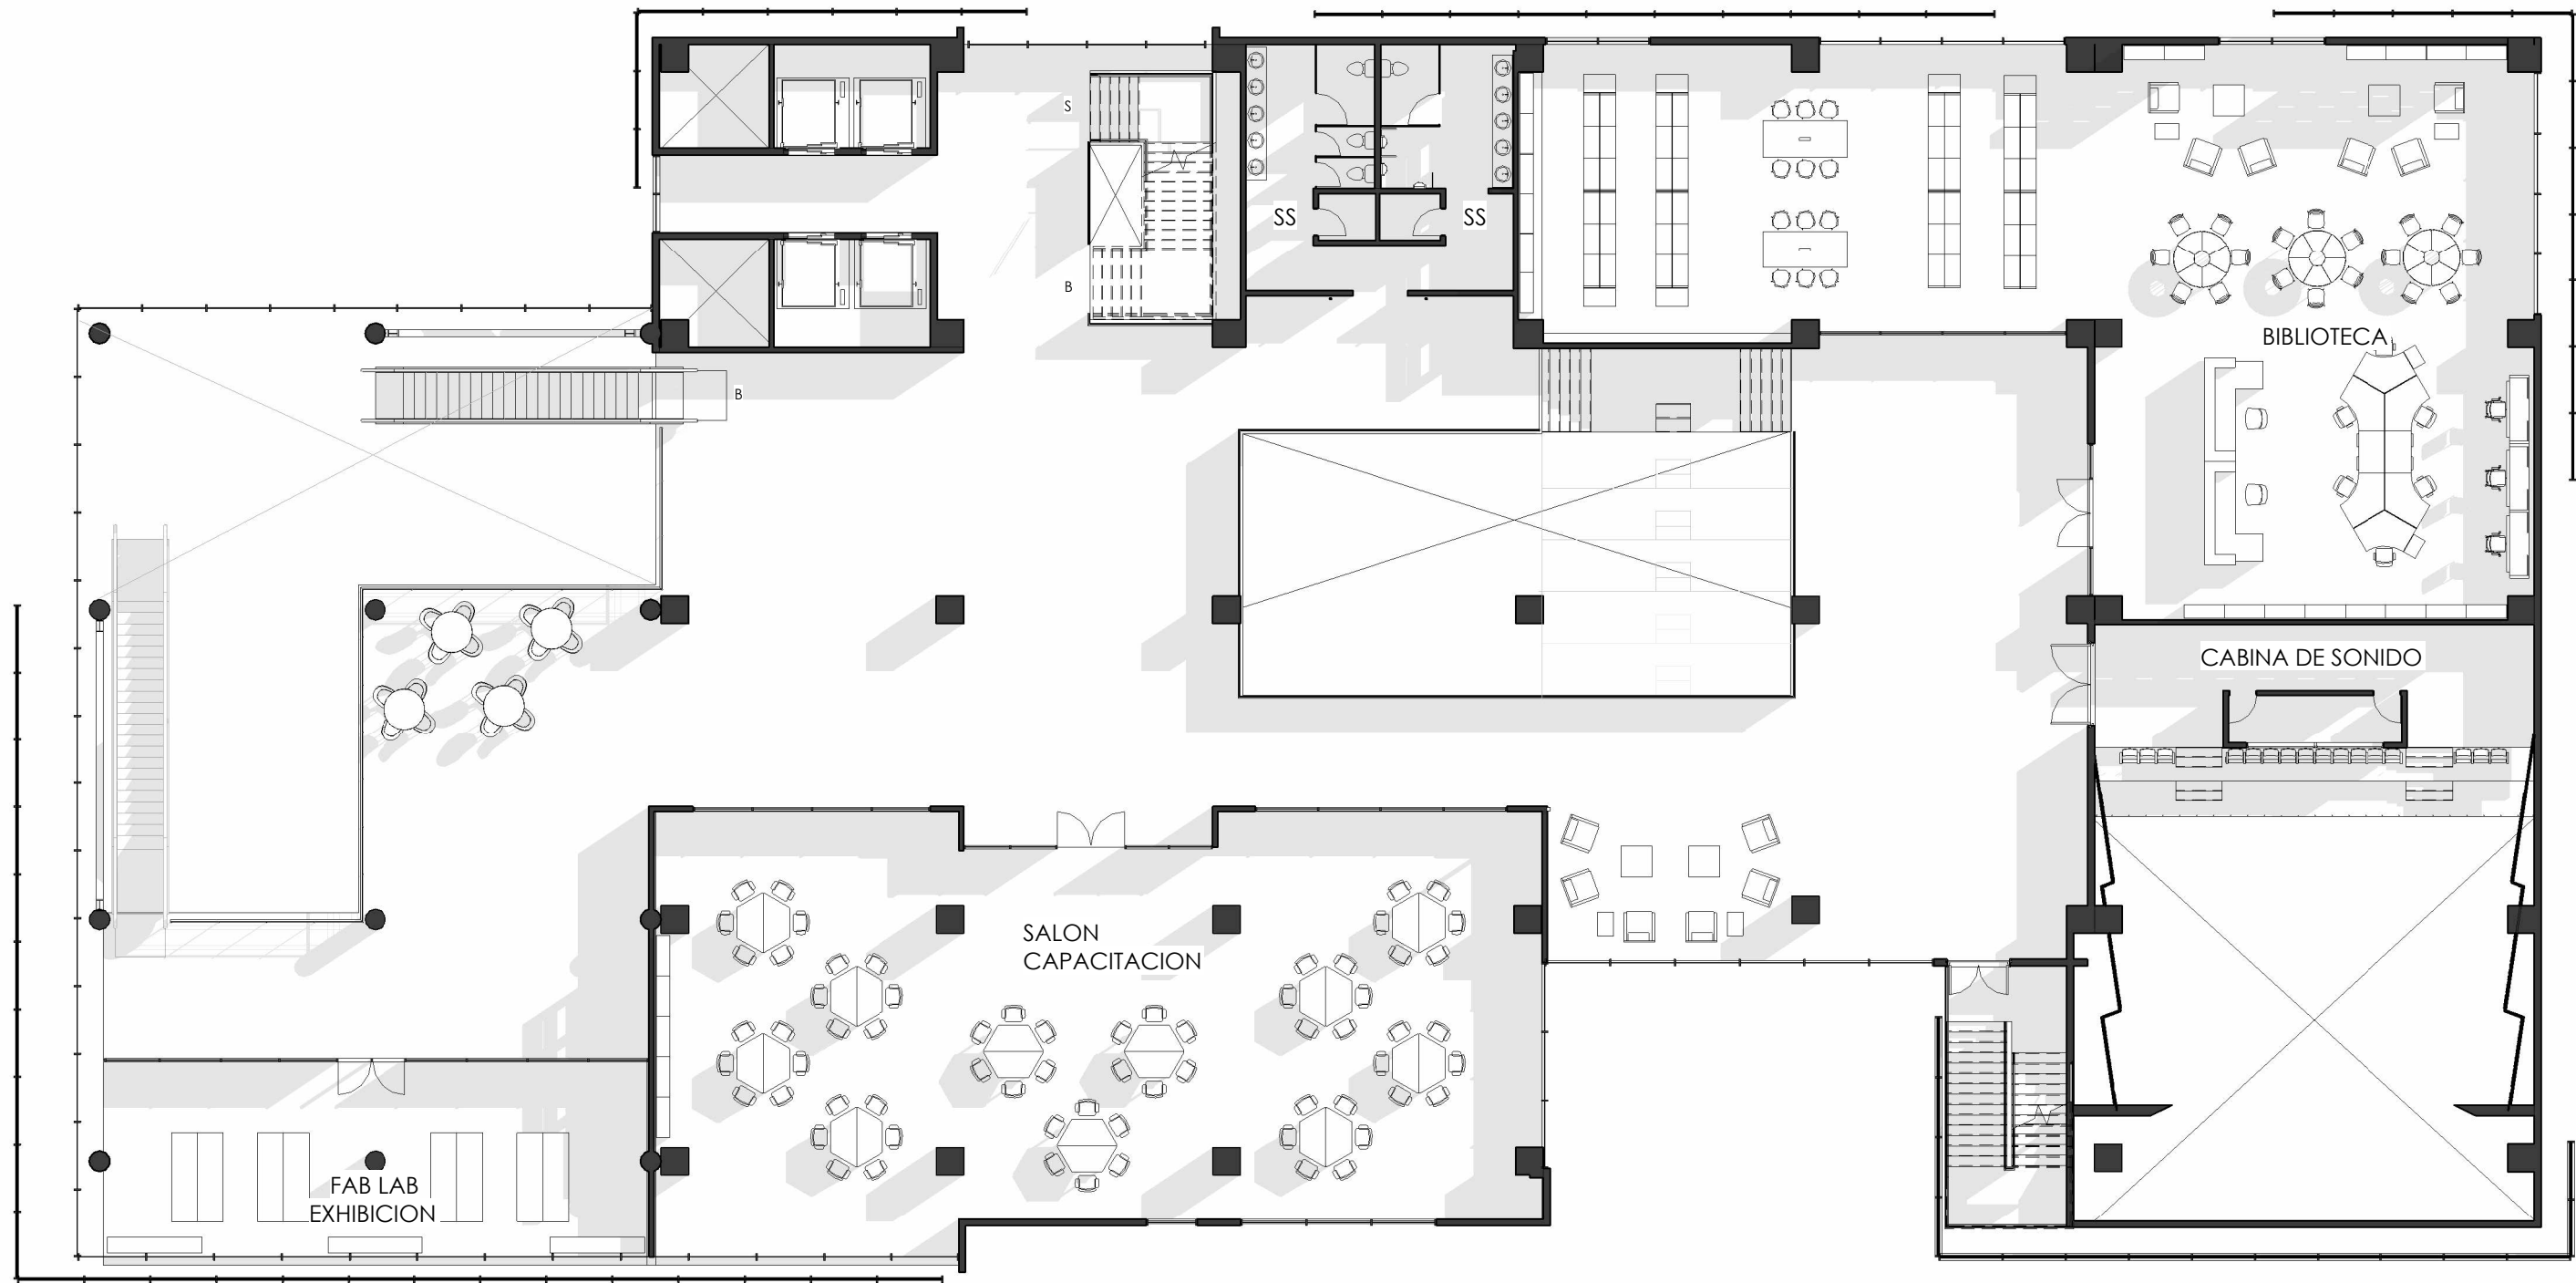 S
SS
SS
B
BIBLIOTECA
B
CABINA DE SONIDO
SALON
CAPACITACION
FAB LAB
EXHIBICION